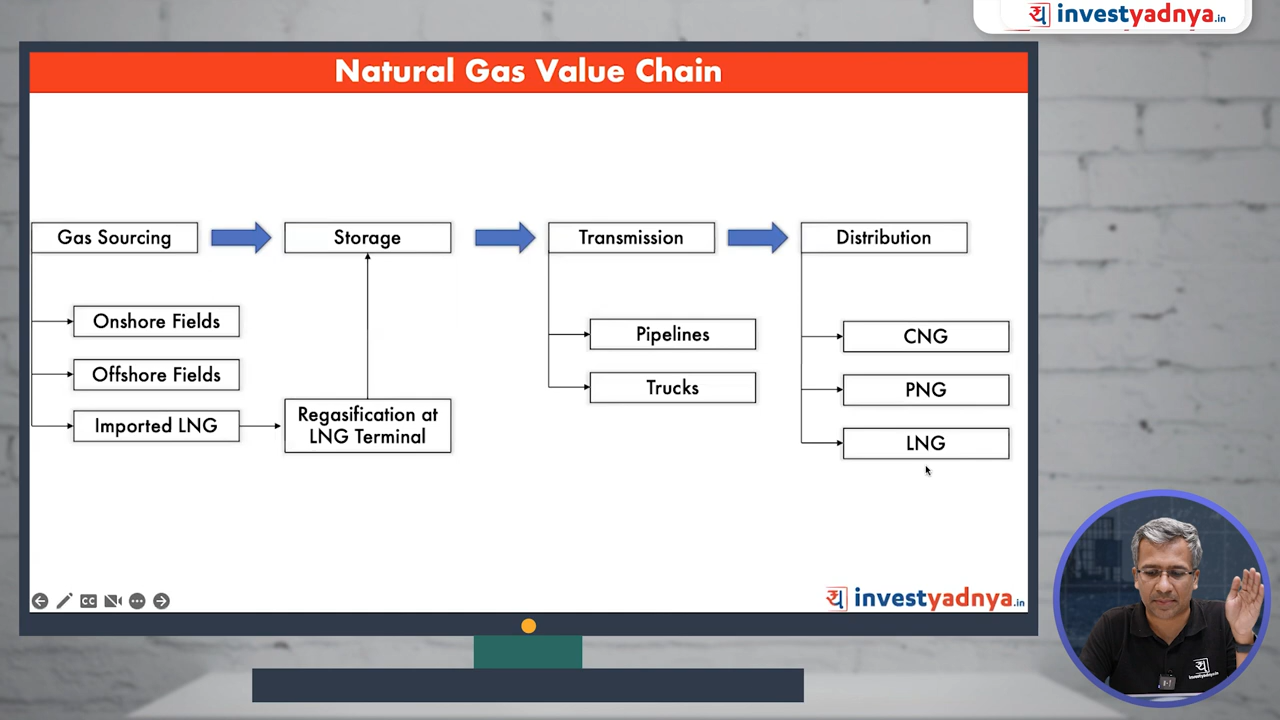 य investyadnya.in
Natural Gas Value Chain
Gas Sourcing
Storage
Transmission
Distribution
Onshore Fields
Offshore Fields
Imported LNG
Regasification at
LNG Terminal
Pipelines
Trucks
CNG
PNG
LNG
CC
य investyadnya.in